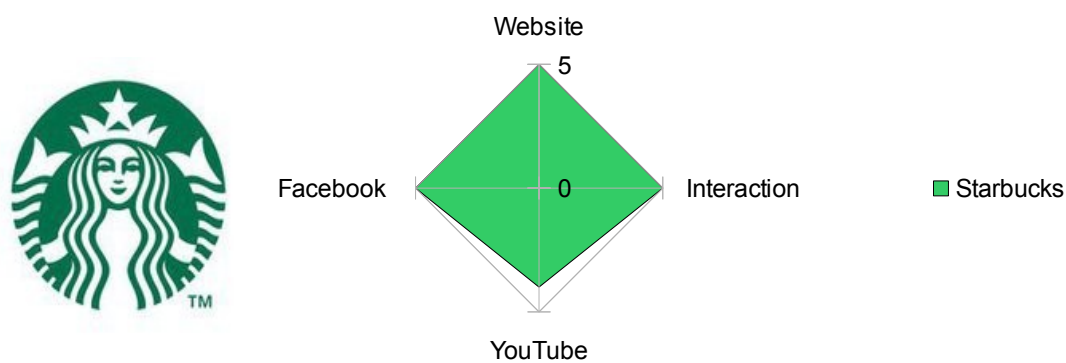 Website
5
Facebook
0
Interaction
Starbucks
TM
YouTube